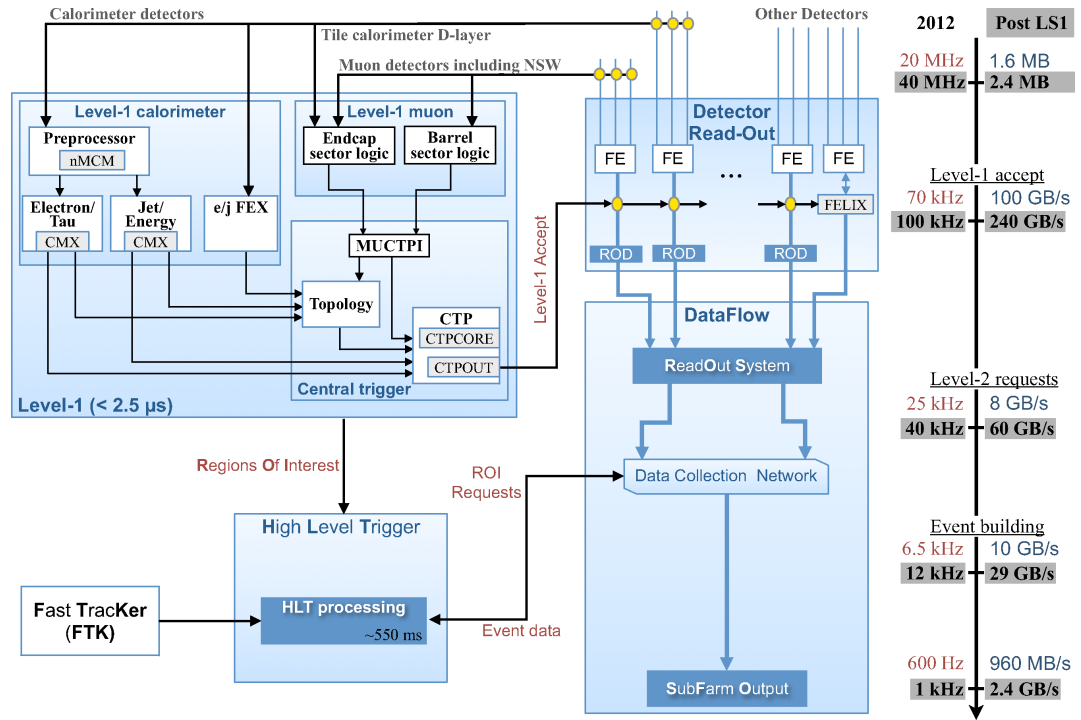 Calorimeter detectors
Tile calorimeter D-layer
Muon detectors including NSW
Other Detectors
2012 Post LS1
20 MHz 1.6 MB
40 MHz 2.4 MB
Level-1 accept
70 kHz 100 GB/s
100 kHz 240 GB/s
Level-2 requests
25 kHz 8 GB/s
40 kHz 60 GB/s
Event building
6.5 kHz 10 GB/s
12 kHz 29 GB/s
600 Hz 960 MB/s
1 kHz 2.4 GB/s
Level-1 calorimeter
Preprocessor
nMCM
Electron/
Tau
CMX
Jet/
Energy
CMX
e/j FEX
Level-1 muon
Endcap
sector logic
Barrel
sector logic
MUCTPI
Topology
CTP
CTPCORE
CTPOUT
Central trigger
Level-1 (< 2.5 µs)
Level-1 Accept
Detector
Read-Out
FE FE FE FE
...
FELIX
ROD ROD ROD
DataFlow
ReadOut System
Data Collection Network
SubFarm Output
Regions Of Interest
ROI
Requests
High Level Trigger
HLT processing
~550 ms
Event data
Fast TracKer
(FTK)